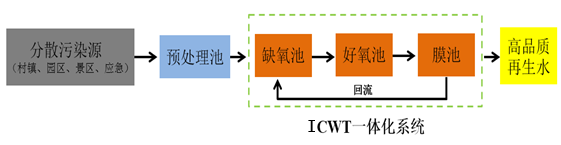 分散污染源
（村镇、园区、景区、应急）
预处理池
缺氧池
好氧池
膜池
回流
高品质
再生水
ICWT一体化系统